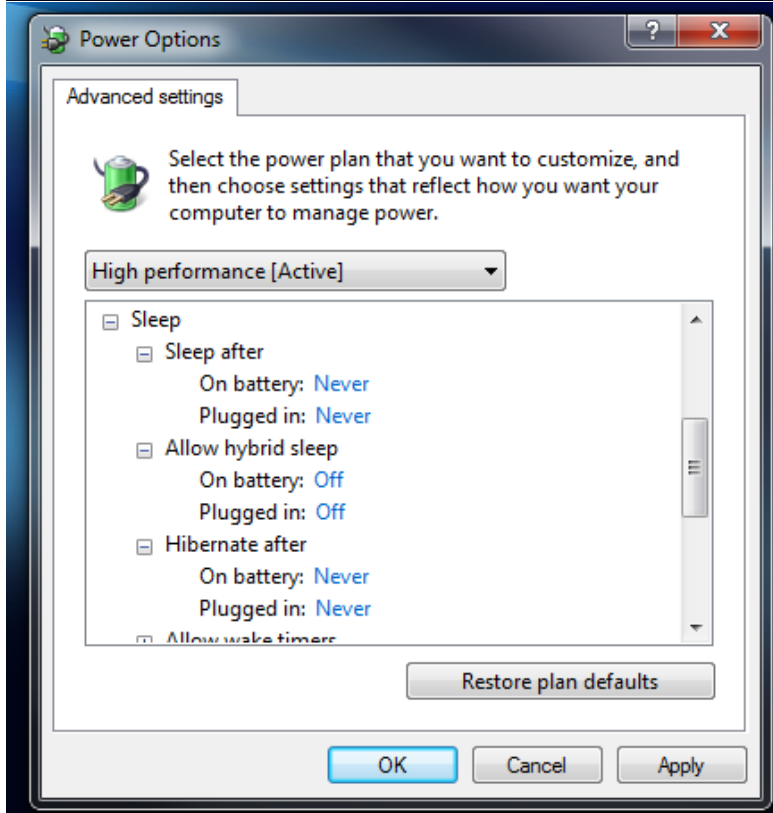 Power Options
?
X
Advanced settings
Select the power plan that you want to customize, and
then choose settings that reflect how you want your
computer to manage power.
High performance [Active]
Sleep
Sleep after
On battery: Never
Plugged in: Never
Allow hybrid sleep
On battery: Off
Plugged in: Off
Hibernate after
On battery: Never
Plugged in: Never
Allow wake timers
Restore plan defaults
OK Cancel Apply